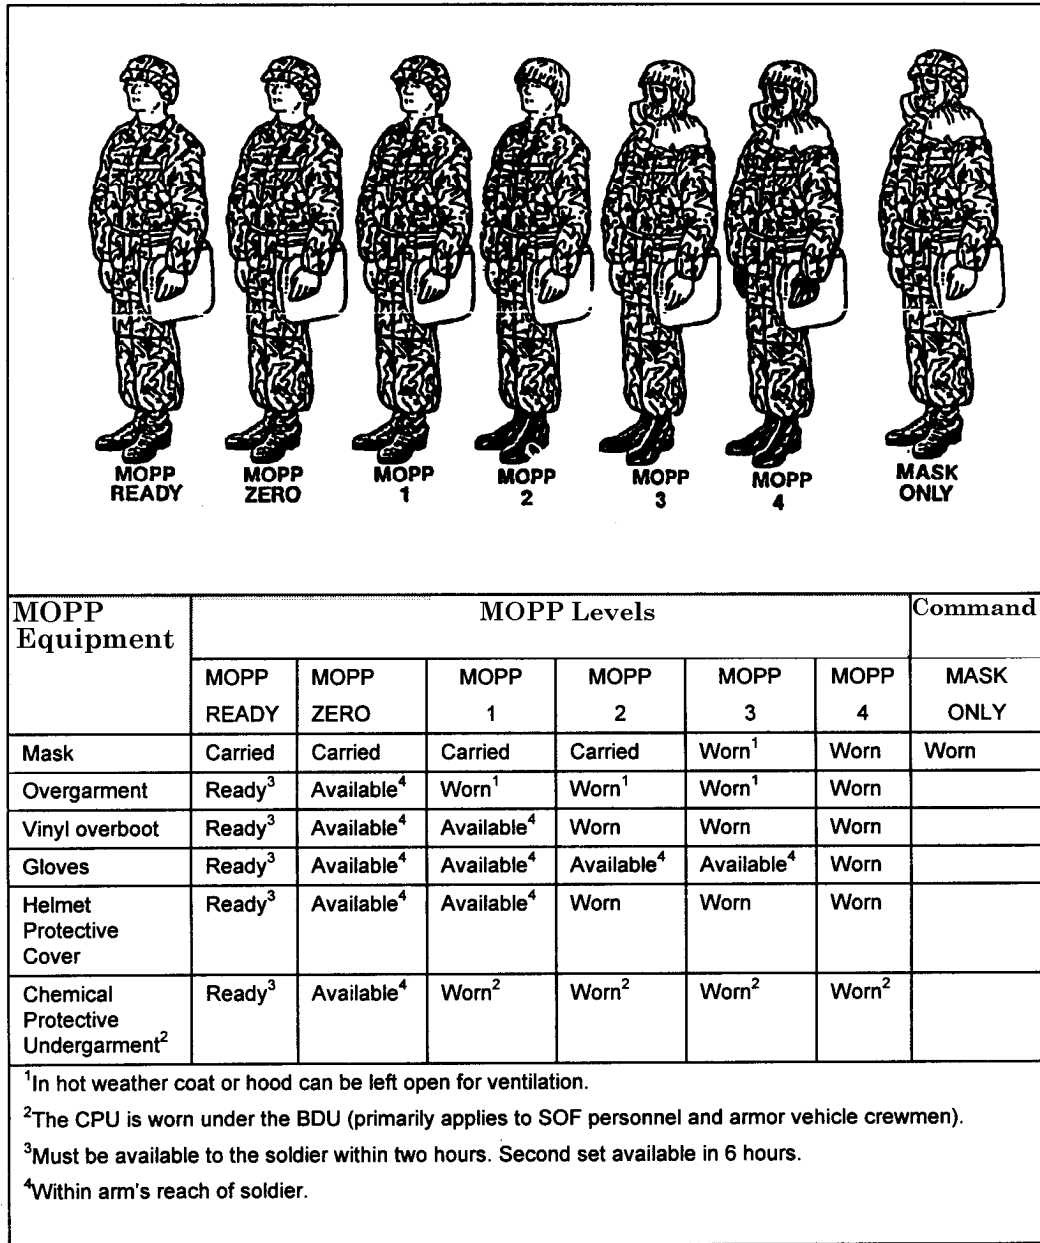 MOPP READY
MOPP ZERO
MOPP 1
MOPP 2
MOPP 3
MOPP 4
MASK ONLY
MOPP Equipment | MOPP Levels | Command
MOPP READY | MOPP ZERO | MOPP 1 | MOPP 2 | MOPP 3 | MOPP 4 | MASK ONLY
Mask | Carried | Carried | Carried | Carried | Worn¹ | Worn | Worn
Overgarment | Ready³ | Available⁴ | Worn¹ | Worn¹ | Worn¹ | Worn
Vinyl overboot | Ready³ | Available⁴ | Available⁴ | Worn | Worn | Worn
Gloves | Ready³ | Available⁴ | Available⁴ | Available⁴ | Available⁴ | Worn
Helmet Protective Cover | Ready³ | Available⁴ | Available⁴ | Worn | Worn | Worn
Chemical Protective Undergarment² | Ready³ | Available⁴ | Worn² | Worn² | Worn² | Worn²
¹In hot weather coat or hood can be left open for ventilation.
²The CPU is worn under the BDU (primarily applies to SOF personnel and armor vehicle crewmen).
³Must be available to the soldier within two hours. Second set available in 6 hours.
⁴Within arm's reach of soldier.